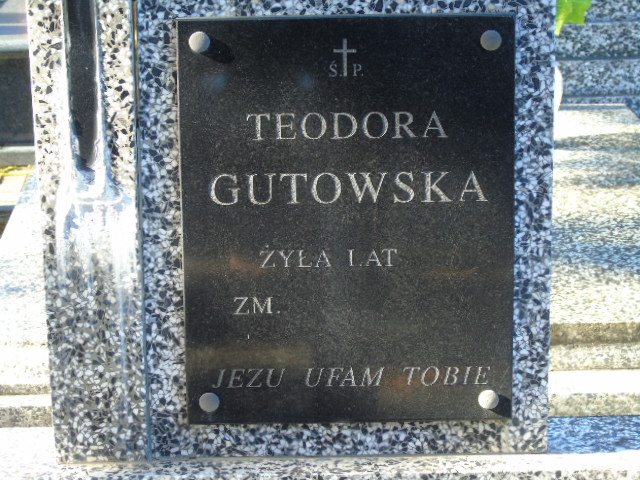 Ś.P.
TEODORA
GUTOWSKA
ŻYŁA LAT
ZM.
JEZU UFAM TOBIE